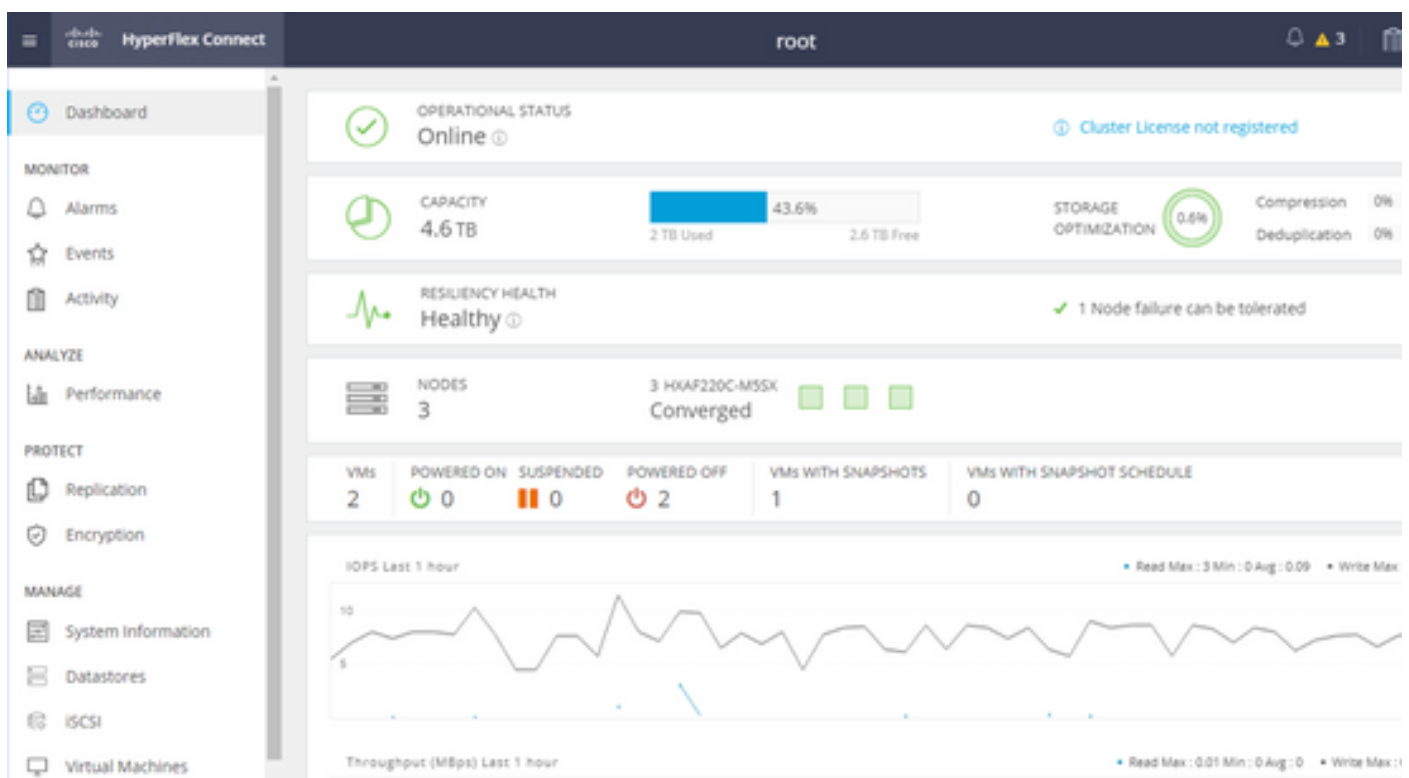 CISCO HyperFlex Connect root 3
Dashboard
MONITOR
Alarms
Events
Activity
ANALYZE
Performance
PROTECT
Replication
Encryption
MANAGE
System Information
Datastores
iSCSI
Virtual Machines
OPERATIONAL STATUS
Online
Cluster License not registered
CAPACITY
4.6 TB
43.6%
2 TB Used 2.6 TB Free
STORAGE OPTIMIZATION
0.6%
Compression 0%
Deduplication 0%
RESILIENCY HEALTH
Healthy
1 Node failure can be tolerated
NODES
3
3 HXAF220C-M5SX
Converged
VMs POWERED ON SUSPENDED POWERED OFF VMs WITH SNAPSHOTS VMs WITH SNAPSHOT SCHEDULE
2 0 0 2 1 0
IOPS Last 1 hour Read Max : 3 Min : 0 Avg : 0.09 Write Max
10
5
Throughput (MBps) Last 1 hour Read Max : 0.01 Min : 0 Avg : 0 Write Max :